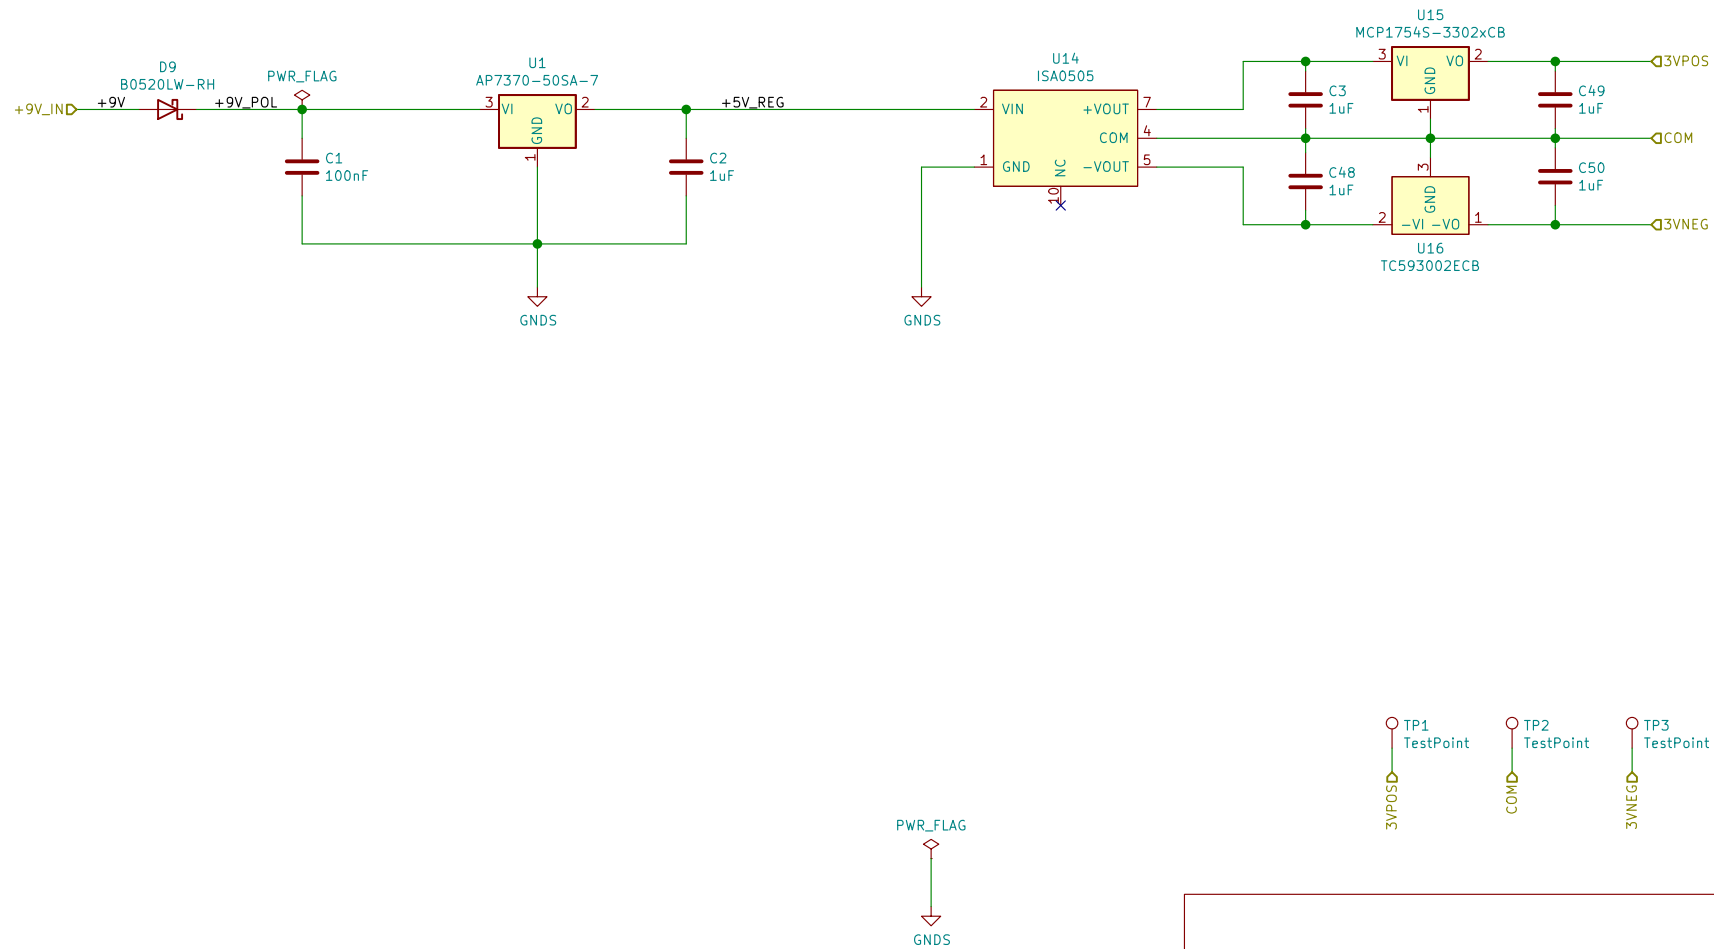 U15
MCP1754S-3302xCB
D9
B0520LW-RH
PWR_FLAG
U1
AP7370-50SA-7
U14
ISA0505
+9V_IN
+9V
+9V_POL
3
VI
VO
2
GND
1
+5V_REG
2
VIN
+VOUT
7
COM
4
1
GND
-VOUT
5
NC
10
3
VI
VO
2
GND
1
3VPOS
C3
1uF
C49
1uF
COM
C1
100nF
C2
1uF
C48
1uF
C50
1uF
3
GND
2
-VI
-VO
1
3VNEG
U16
TC593002ECB
GNDS
GNDS
TP1
TestPoint
TP2
TestPoint
TP3
TestPoint
3VPOS
COM
3VNEG
PWR_FLAG
GNDS